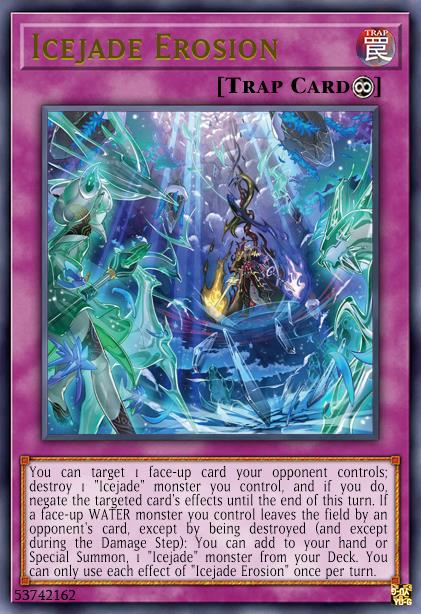 Icejade Erosion
TRAP
罠
[Trap Card]
You can target 1 face-up card your opponent controls;
destroy 1 "Icejade" monster you control, and if you do,
negate the targeted card's effects until the end of this turn. If
a face-up WATER monster you control leaves the field by an
opponent's card, except by being destroyed (and except
during the Damage Step): You can add to your hand or
Special Summon, 1 "Icejade" monster from your Deck. You
can only use each effect of "Icejade Erosion" once per turn.
53742162